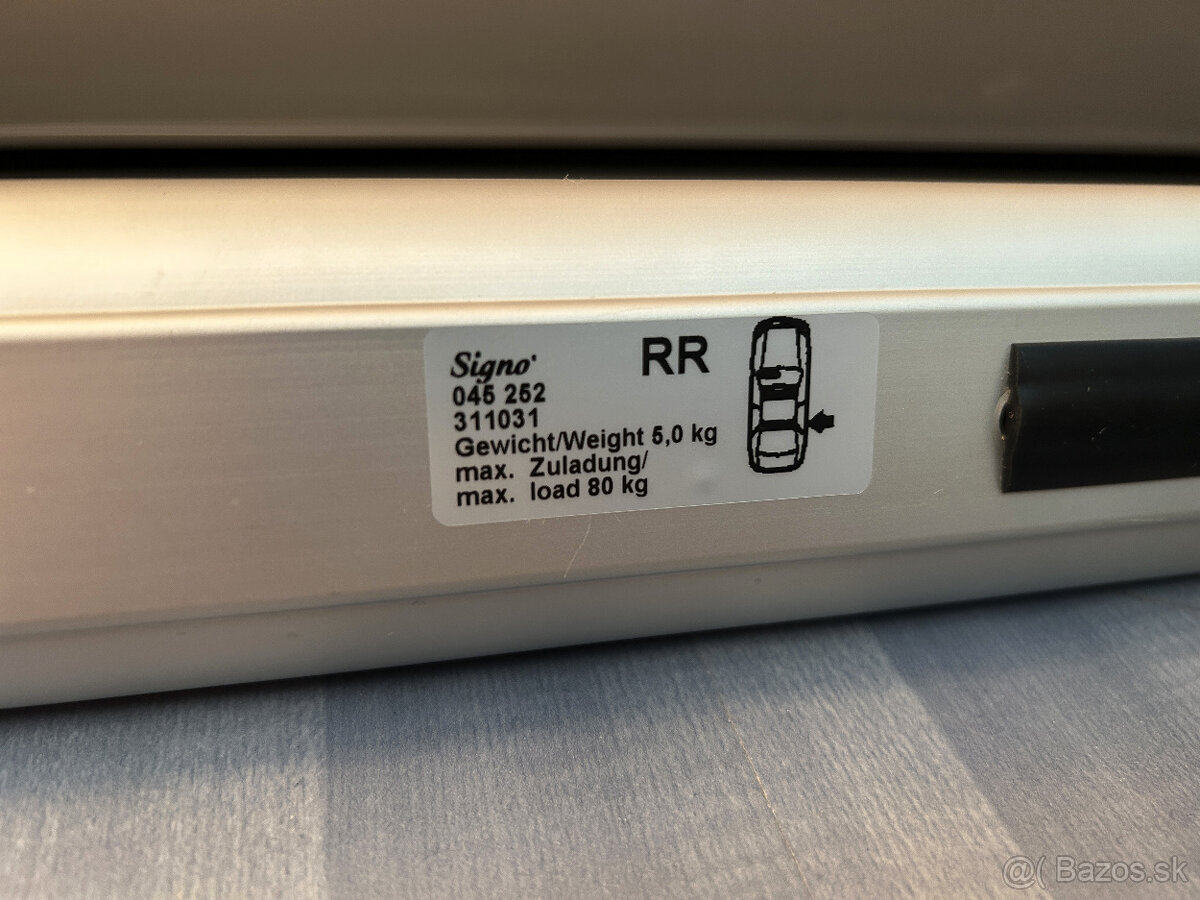 Signo
RR
045 252
311031
Gewicht/Weight 5,0 kg
max. Zuladung/
max. load 80 kg
@( Bazos.sk